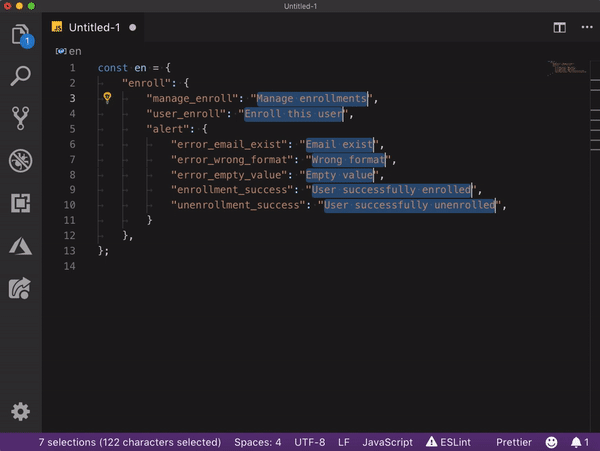 Untitled-1
JS Untitled-1
en
1 const en = {
2 "enroll": {
3 "manage_enroll": "Manage enrollments",
4 "user_enroll": "Enroll this user",
5 "alert": {
6 "error_email_exist": "Email exist",
7 "error_wrong_format": "Wrong format",
8 "error_empty_value": "Empty value",
9 "enrollment_success": "User successfully enrolled",
10 "unenrollment_success": "User successfully unenrolled",
11 }
12 },
13 };
14
1
7 selections (122 characters selected) Spaces: 4 UTF-8 LF JavaScript ESLint Prettier 1